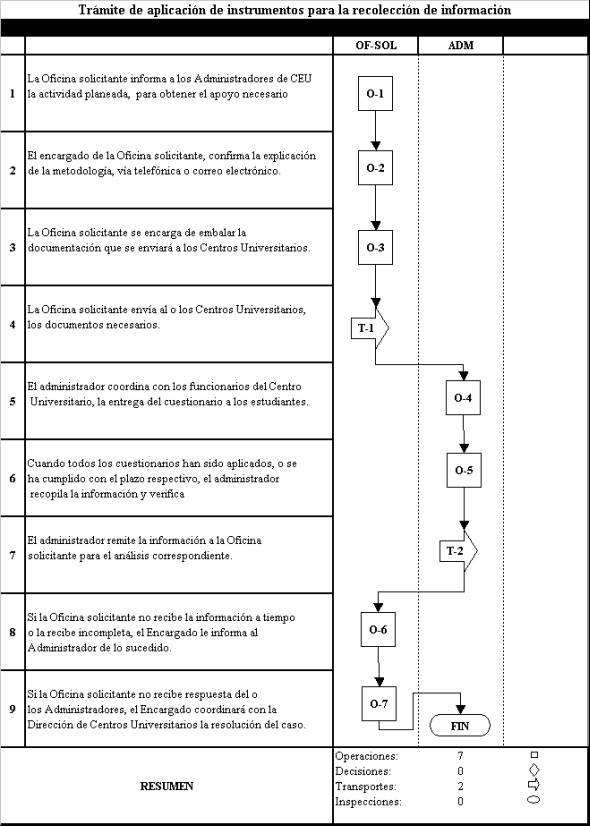 Trámite de aplicación de instrumentos para la recolección de información
OF-SOL ADM
1 La Oficina solicitante informa a los Administradores de CEU
la actividad planeada, para obtener el apoyo necesario
O-1
2 El encargado de la Oficina solicitante, confirma la explicación
de la metodología, vía telefónica o correo electrónico.
O-2
3 La Oficina solicitante se encarga de embalar la
documentación que se enviará a los Centros Universitarios.
O-3
4 La Oficina solicitante envía al o los Centros Universitarios,
los documentos necesarios.
T-1
5 El administrador coordina con los funcionarios del Centro
Universitario, la entrega del cuestionario a los estudiantes.
O-4
6 Cuando todos los cuestionarios han sido aplicados, o se
ha cumplido con el plazo respectivo, el administrador
recopila la información y verifica
O-5
7 El administrador remite la información a la Oficina
solicitante para el análisis correspondiente.
T-2
8 Si la Oficina solicitante no recibe la información a tiempo
o la recibe incompleta, el Encargado le informa al
Administrador de lo sucedido.
O-6
9 Si la Oficina solicitante no recibe respuesta del o
los Administradores, el Encargado coordinará con la
Dirección de Centros Universitarios la resolución del caso.
O-7
FIN
RESUMEN
Operaciones: 7
Decisiones: 0
Transportes: 2
Inspecciones: 0